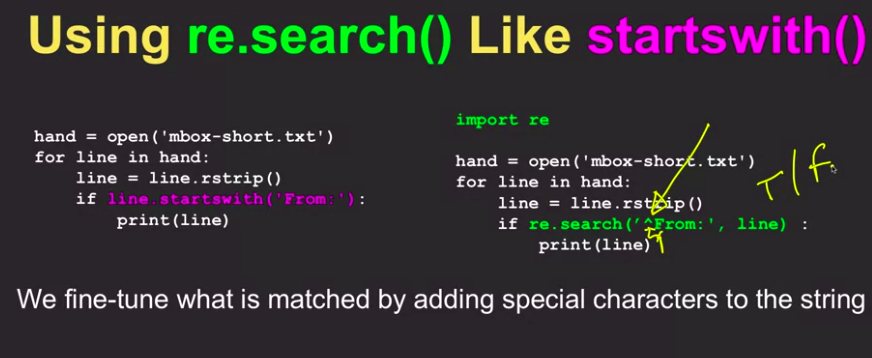 Using re.search() Like startswith()
hand = open('mbox-short.txt')
for line in hand:
    line = line.rstrip()
    if line.startswith('From:'):
        print(line)
import re
hand = open('mbox-short.txt')
for line in hand:
    line = line.rstrip()
    if re.search('^From:', line) :
        print(line)
T/F
We fine-tune what is matched by adding special characters to the string